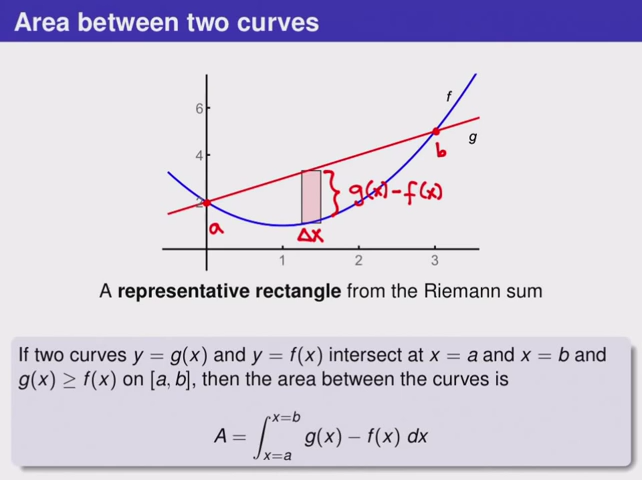 Area between two curves
f
6
g
b
4
g(x)-f(x)
2
a
Δx
1 2 3
A representative rectangle from the Riemann sum
If two curves y = g(x) and y = f(x) intersect at x = a and x = b and
g(x) ≥ f(x) on [a, b], then the area between the curves is
A = ∫_{x=a}^{x=b} g(x) − f(x) dx